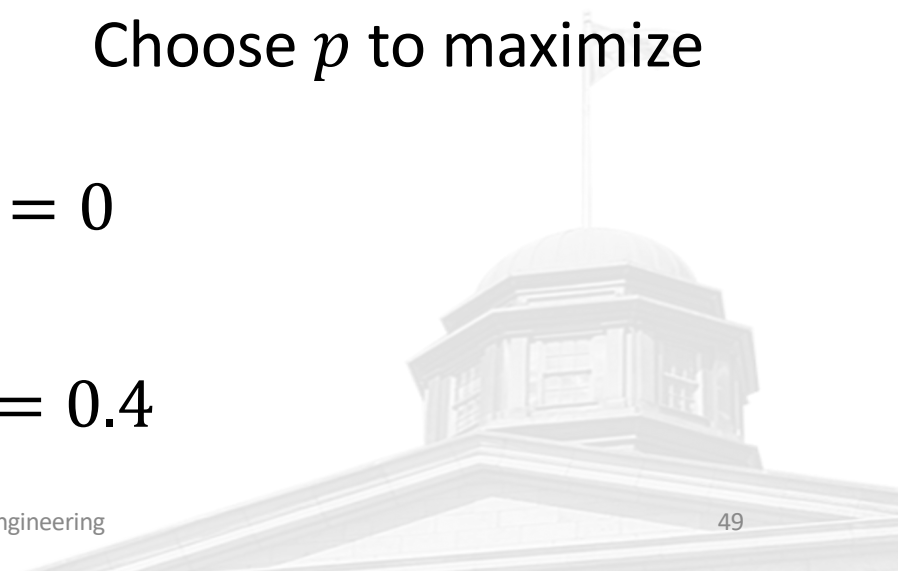 Choose p to maximize
= 0
= 0.4
ngineering
49